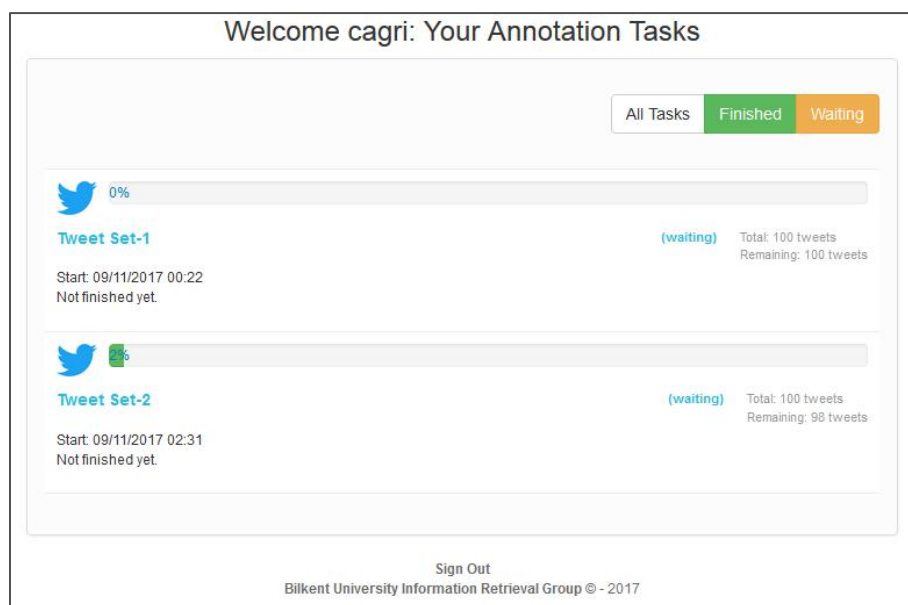 Welcome cagri: Your Annotation Tasks
All Tasks Finished Waiting
0%
Tweet Set-1 (waiting) Total: 100 tweets
Remaining: 100 tweets
Start: 09/11/2017 00:22
Not finished yet.
2%
Tweet Set-2 (waiting) Total: 100 tweets
Remaining: 98 tweets
Start: 09/11/2017 02:31
Not finished yet.
Sign Out
Bilkent University Information Retrieval Group © - 2017